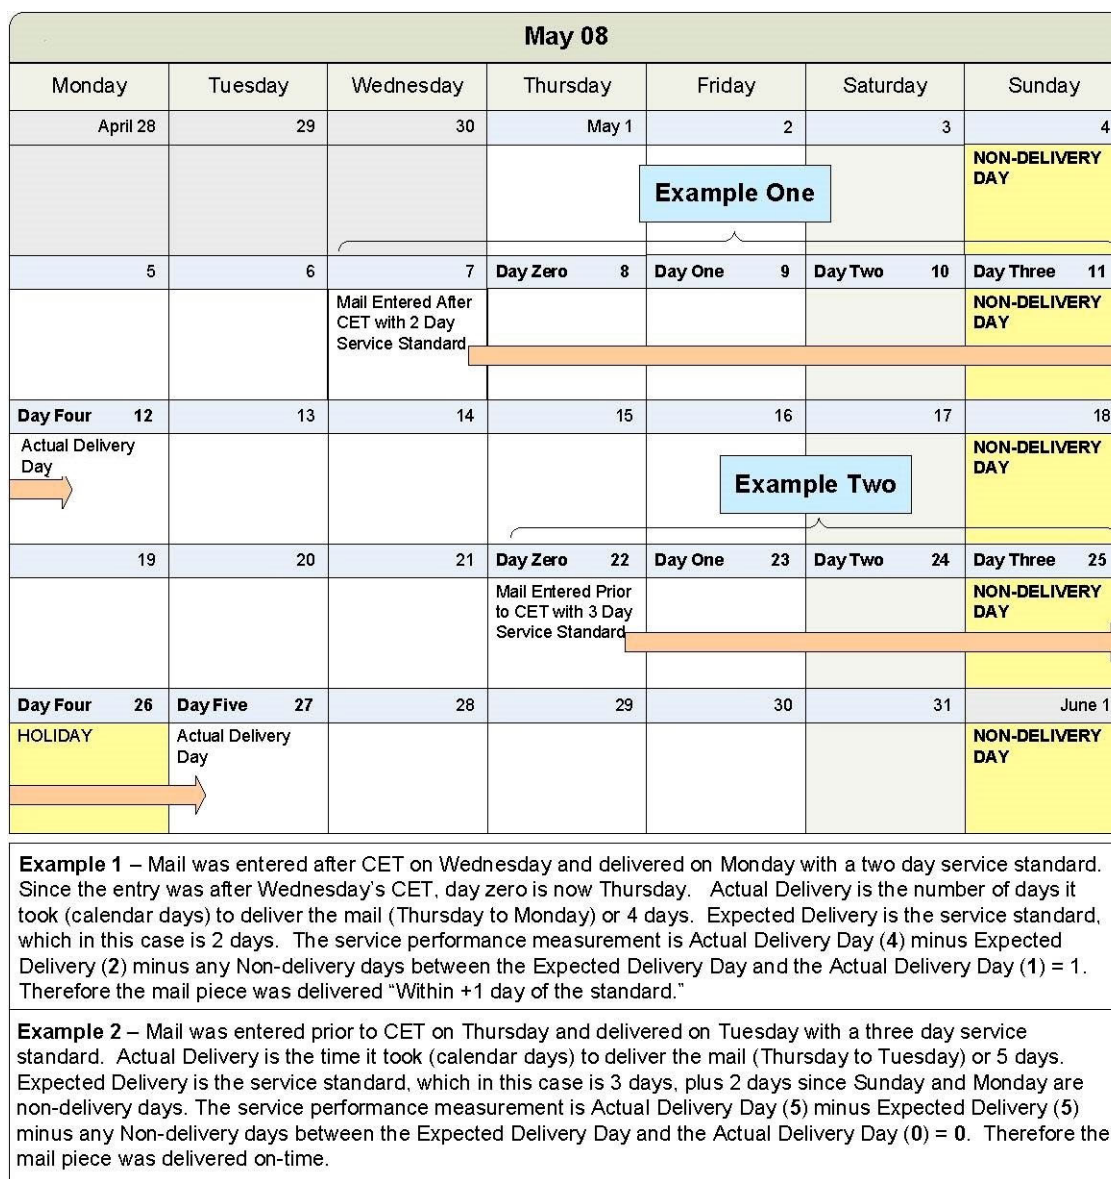 May 08
Monday Tuesday Wednesday Thursday Friday Saturday Sunday
April 28 29 30 May 1 2 3 4
NON-DELIVERY
DAY
Example One
5 6 7 Day Zero 8 Day One 9 Day Two 10 Day Three 11
Mail Entered After
CET with 2 Day
Service Standard
NON-DELIVERY
DAY
Day Four 12 13 14 15 16 17 18
Actual Delivery
Day
NON-DELIVERY
DAY
Example Two
19 20 21 Day Zero 22 Day One 23 Day Two 24 Day Three 25
Mail Entered Prior
to CET with 3 Day
Service Standard
NON-DELIVERY
DAY
Day Four 26 Day Five 27 28 29 30 31 June 1
HOLIDAY
Actual Delivery
Day
NON-DELIVERY
DAY
Example 1 – Mail was entered after CET on Wednesday and delivered on Monday with a two day service standard.
Since the entry was after Wednesday's CET, day zero is now Thursday. Actual Delivery is the number of days it
took (calendar days) to deliver the mail (Thursday to Monday) or 4 days. Expected Delivery is the service standard,
which in this case is 2 days. The service performance measurement is Actual Delivery Day (4) minus Expected
Delivery (2) minus any Non-delivery days between the Expected Delivery Day and the Actual Delivery Day (1) = 1.
Therefore the mail piece was delivered “Within +1 day of the standard.”
Example 2 – Mail was entered prior to CET on Thursday and delivered on Tuesday with a three day service
standard. Actual Delivery is the time it took (calendar days) to deliver the mail (Thursday to Tuesday) or 5 days.
Expected Delivery is the service standard, which in this case is 3 days, plus 2 days since Sunday and Monday are
non-delivery days. The service performance measurement is Actual Delivery Day (5) minus Expected Delivery (5)
minus any Non-delivery days between the Expected Delivery Day and the Actual Delivery Day (0) = 0. Therefore the
mail piece was delivered on-time.